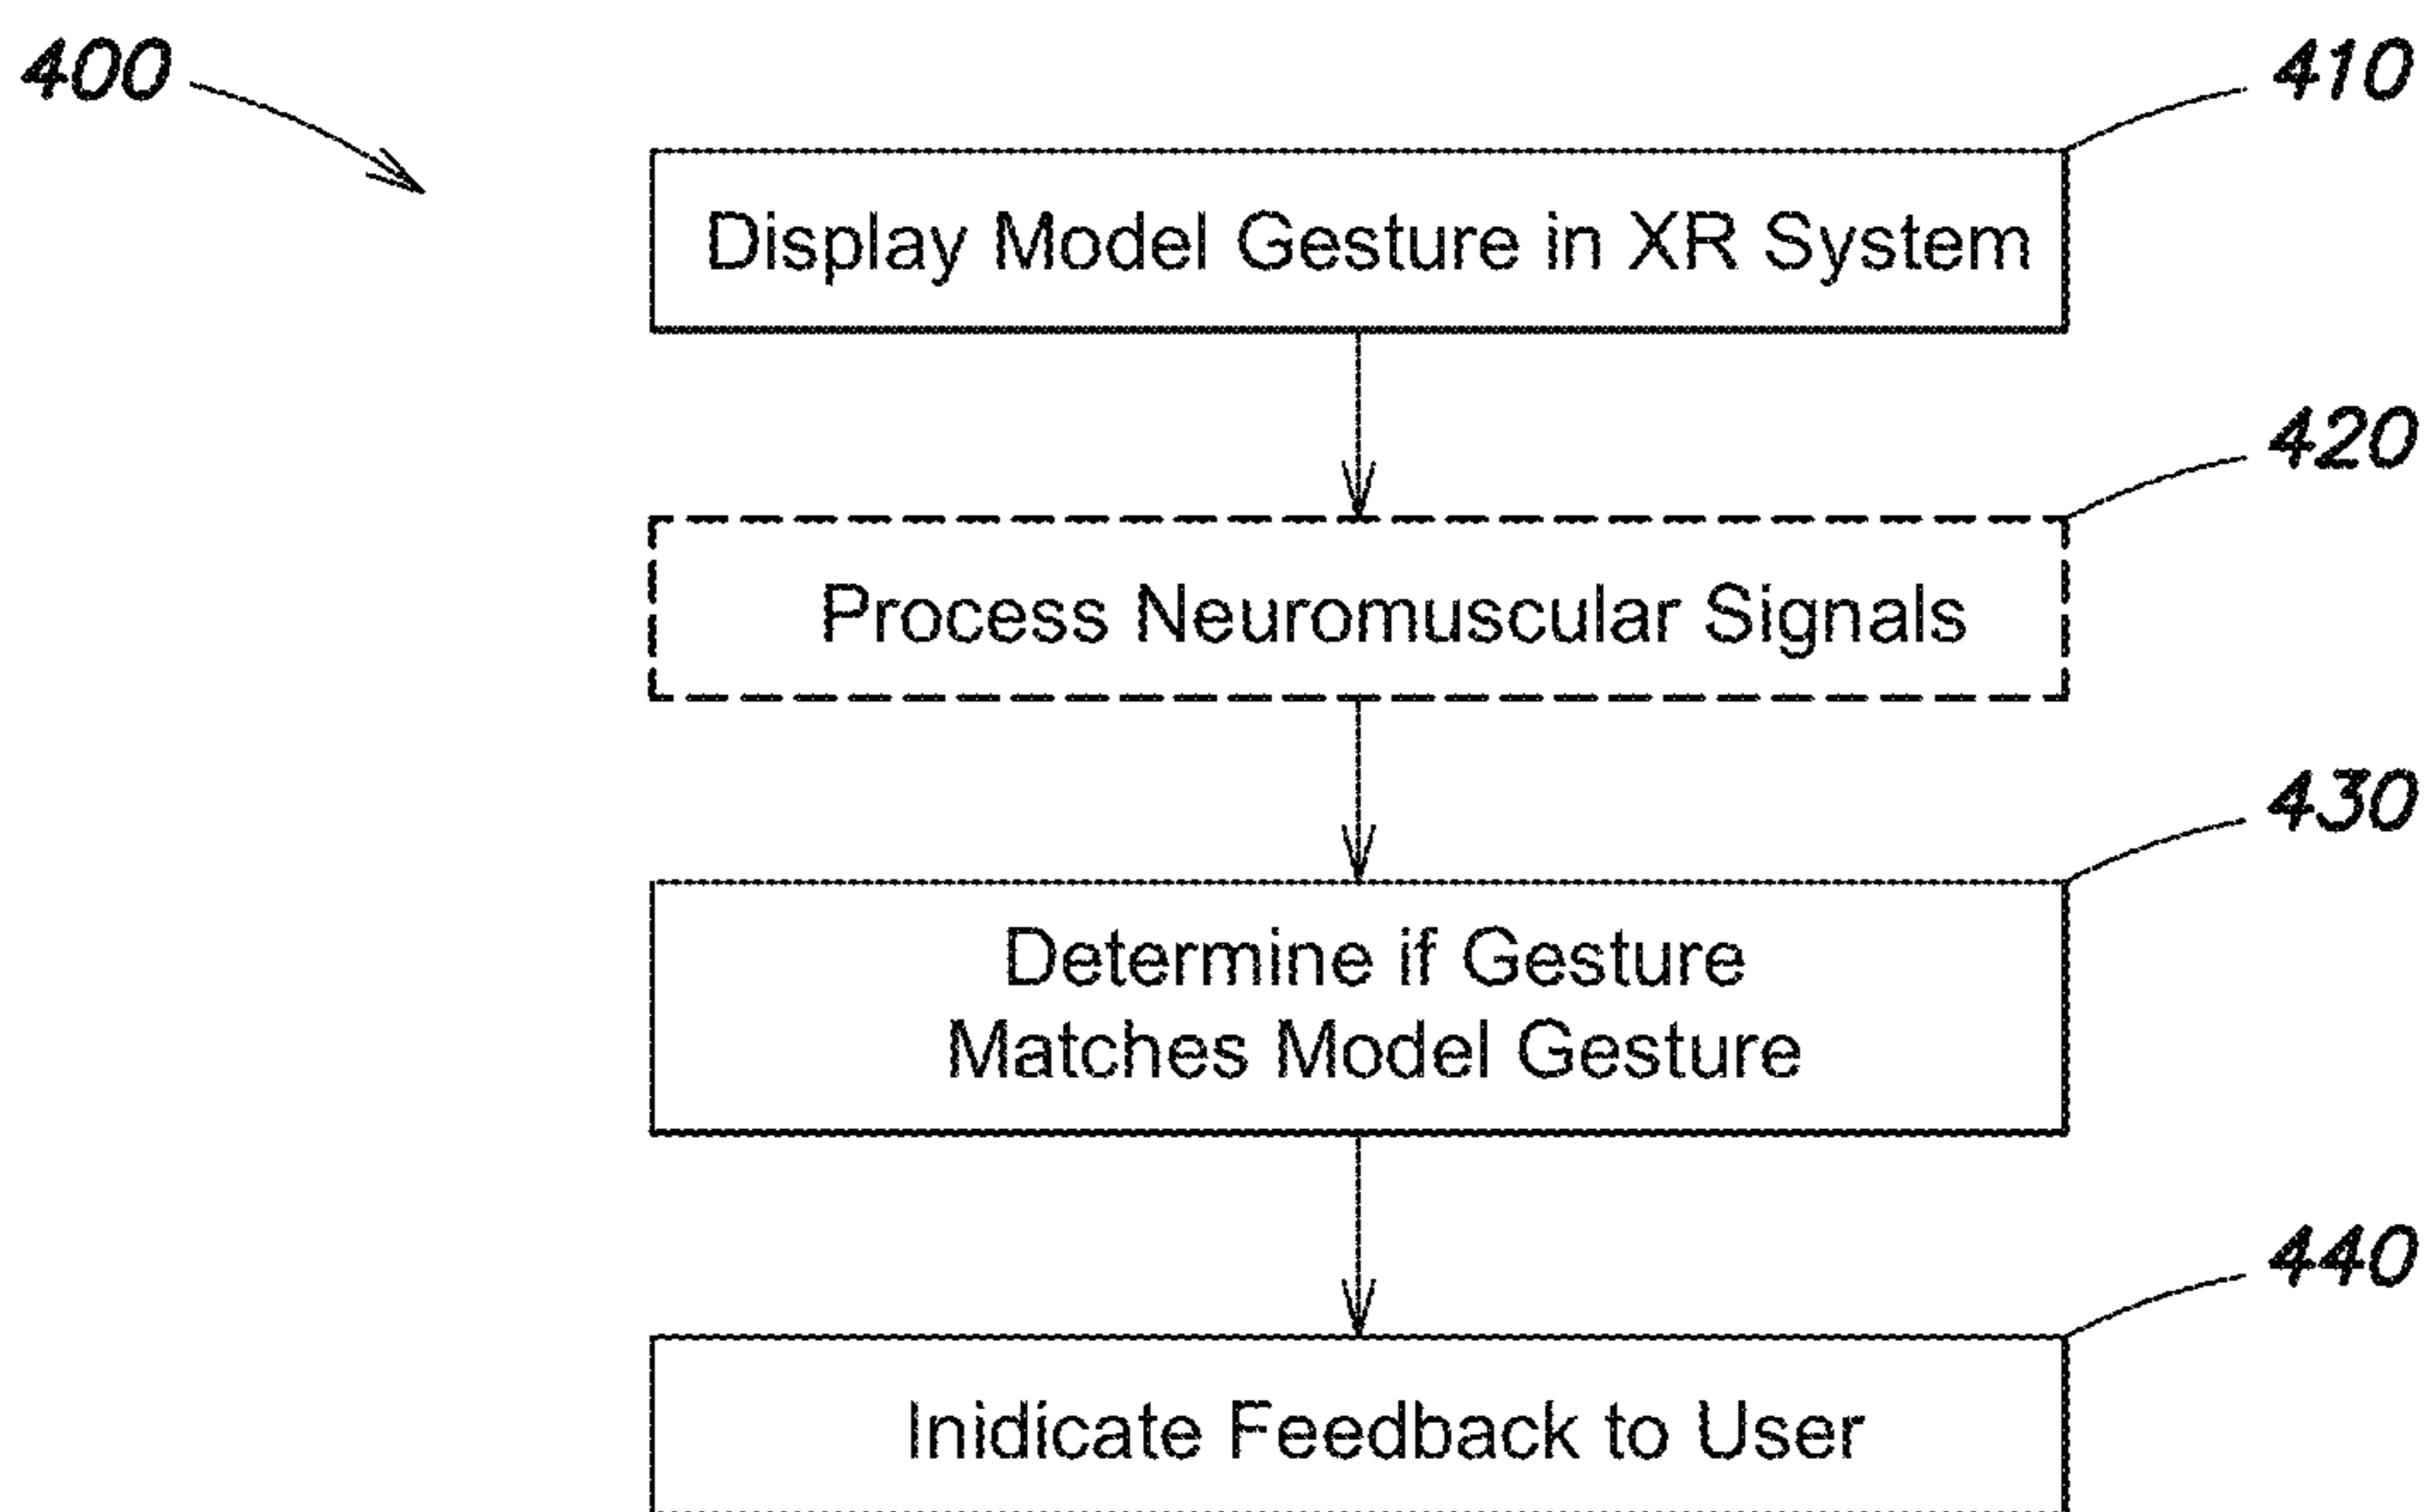 400
410
Display Model Gesture in XR System
420
Process Neuromuscular Signals
430
Determine if Gesture
Matches Model Gesture
440
Inidicate Feedback to User